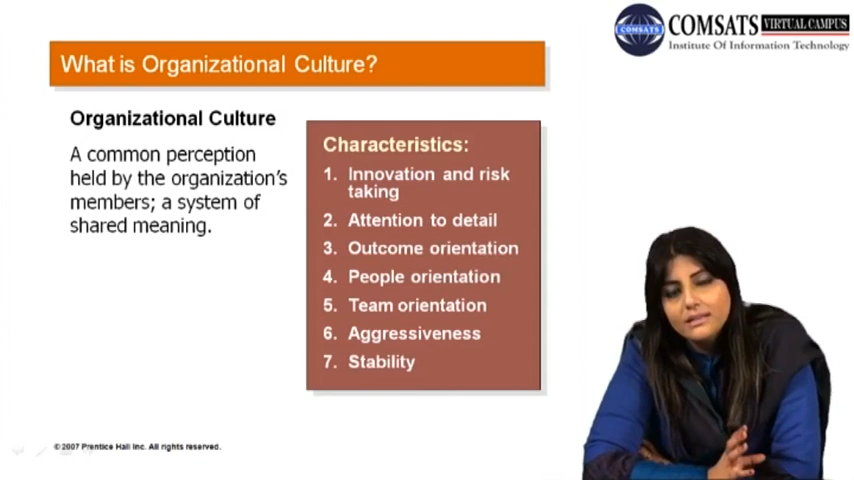 COMSATS VIRTUAL CAMPUS
COMSATS
Institute Of Information Technology
What is Organizational Culture?
Organizational Culture
A common perception
held by the organization's
members; a system of
shared meaning.
Characteristics:
1. Innovation and risk
taking
2. Attention to detail
3. Outcome orientation
4. People orientation
5. Team orientation
6. Aggressiveness
7. Stability
© 2007 Prentice Hall Inc. All rights reserved.